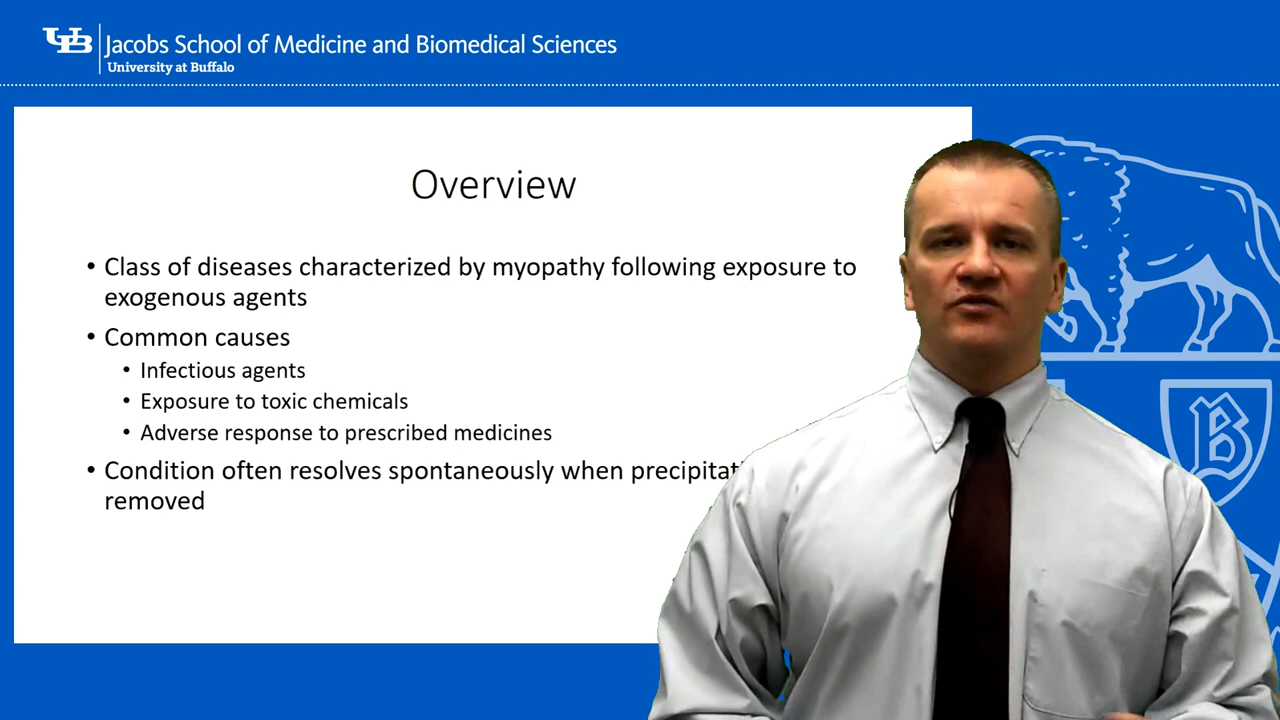 UB Jacobs School of Medicine and Biomedical Sciences
University at Buffalo
Overview
• Class of diseases characterized by myopathy following exposure to
exogenous agents
• Common causes
• Infectious agents
• Exposure to toxic chemicals
• Adverse response to prescribed medicines
• Condition often resolves spontaneously when
removed
B